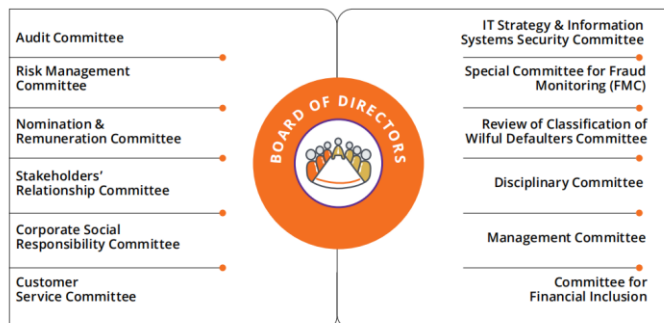 Audit Committee
Risk Management
Committee
Nomination &
Remuneration Committee
Stakeholders’
Relationship Committee
Corporate Social
Responsibility Committee
Customer
Service Committee
BOARD OF DIRECTORS
IT Strategy & Information
Systems Security Committee
Special Committee for Fraud
Monitoring (FMC)
Review of Classification of
Wilful Defaulters Committee
Disciplinary Committee
Management Committee
Committee for
Financial Inclusion